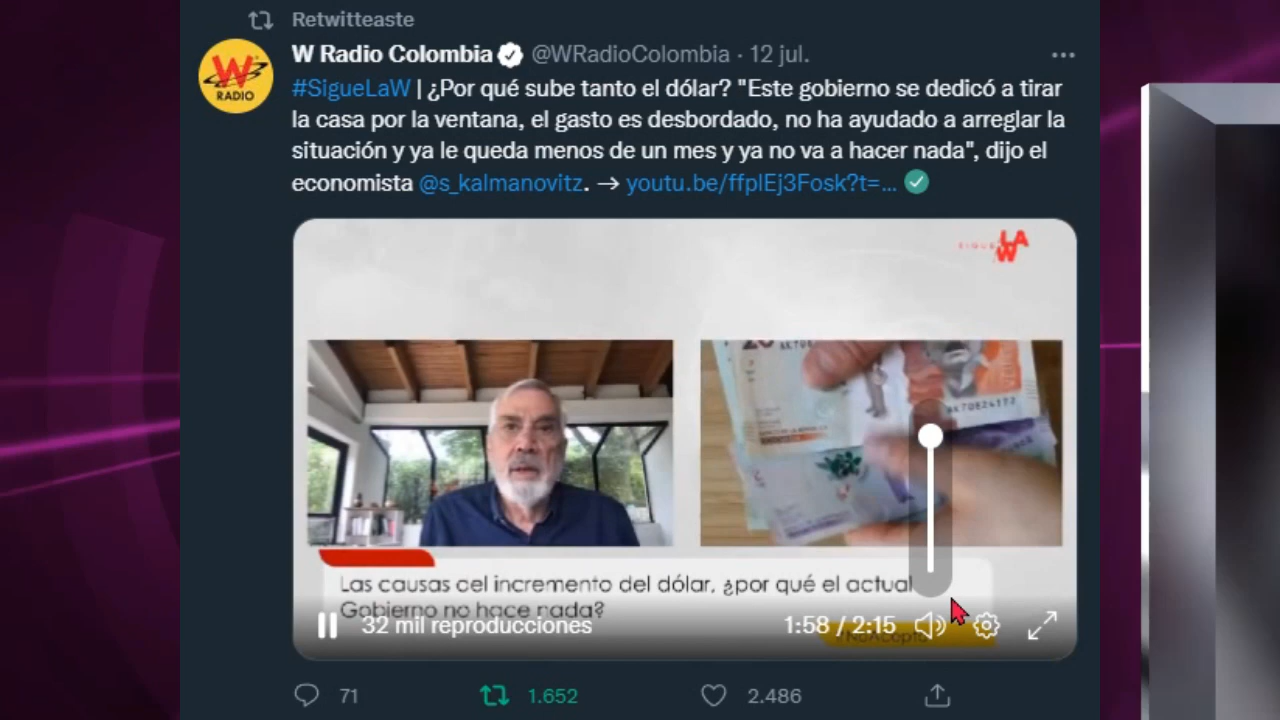 Retwitteaste
W Radio Colombia @WRadioColombia · 12 jul.
#SigueLaW | ¿Por qué sube tanto el dólar? "Este gobierno se dedicó a tirar
la casa por la ventana, el gasto es desbordado, no ha ayudado a arreglar la
situación y ya le queda menos de un mes y ya no va a hacer nada", dijo el
economista @s_kalmanovitz. → youtu.be/ffplEj3Fosk?t=...
W
RADIO
SIGUE LA W
AK70824172
Las causas del incremento del dólar, ¿por qué el actual
Gobierno no hace nada?
32 mil reproducciones
1:58 / 2:15
71
1.652
2.486